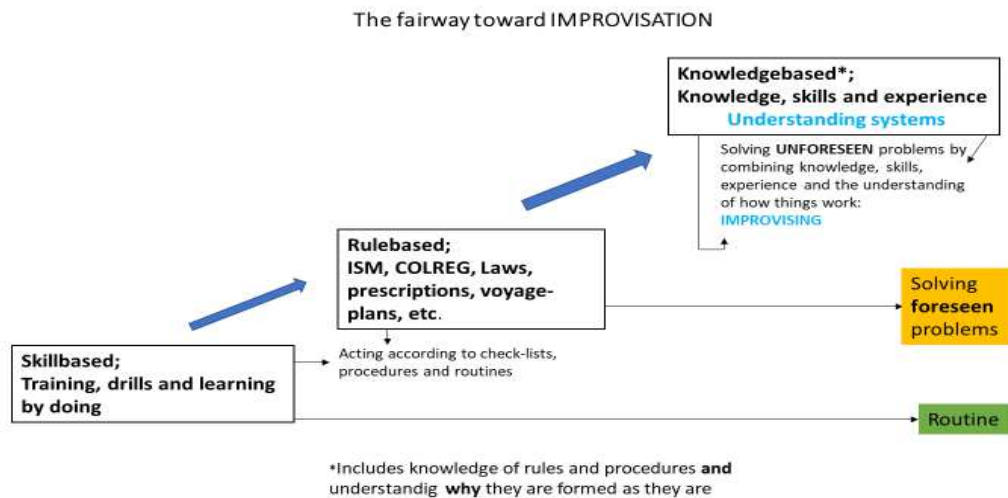 The fairway toward IMPROVISATION
Knowledgebased*;
Knowledge, skills and experience
Understanding systems
Solving UNFORESEEN problems by
combining knowledge, skills,
experience and the understanding
of how things work:
IMPROVISING
Rulebased;
ISM, COLREG, Laws,
prescriptions, voyage-
plans, etc.
Solving
foreseen
problems
Acting according to check-lists,
procedures and routines
Skillbased;
Training, drills and learning
by doing
Routine
*Includes knowledge of rules and procedures and
understandig why they are formed as they are